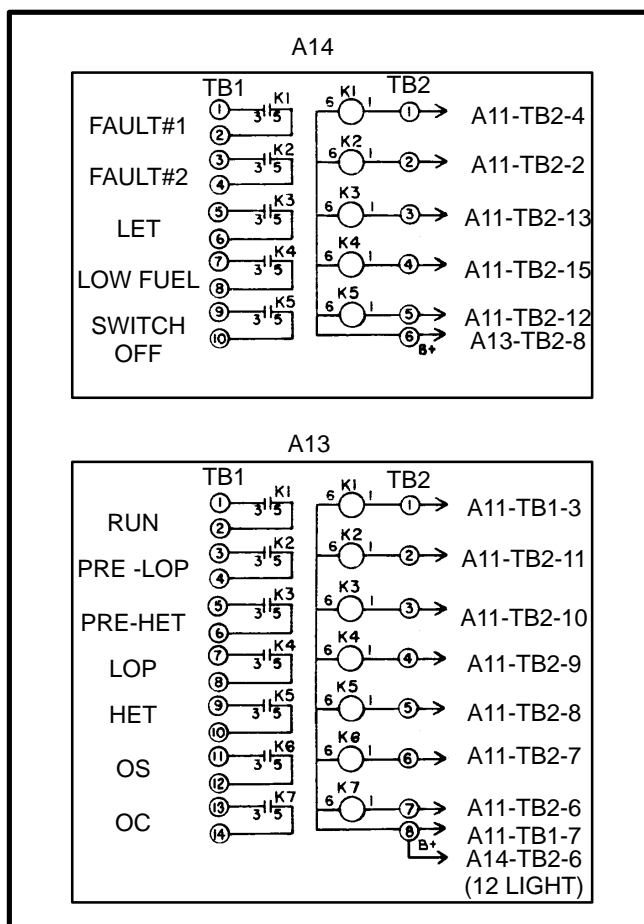 A14
TB1 TB2
FAULT#1 1 3 5 K1 6 K1 1 1 A11-TB2-4
2
FAULT#2 3 3 5 K2 6 K2 1 2 A11-TB2-2
4
LET 5 3 5 K3 6 K3 1 3 A11-TB2-13
6
LOW FUEL 7 3 5 K4 6 K4 1 4 A11-TB2-15
8
SWITCH 9 3 5 K5 6 K5 1 5 A11-TB2-12
OFF 10 6 B+ A13-TB2-8
A13
TB1 TB2
RUN 1 3 5 K1 6 K1 1 1 A11-TB1-3
2
PRE -LOP 3 3 5 K2 6 K2 1 2 A11-TB2-11
4
PRE-HET 5 3 5 K3 6 K3 1 3 A11-TB2-10
6
LOP 7 3 5 K4 6 K4 1 4 A11-TB2-9
8
HET 9 3 5 K5 6 K5 1 5 A11-TB2-8
10
OS 11 3 5 K6 6 K6 1 6 A11-TB2-7
12
OC 13 3 5 K7 6 K7 1 7 A11-TB2-6
14 8 B+ A11-TB1-7
A14-TB2-6
(12 LIGHT)